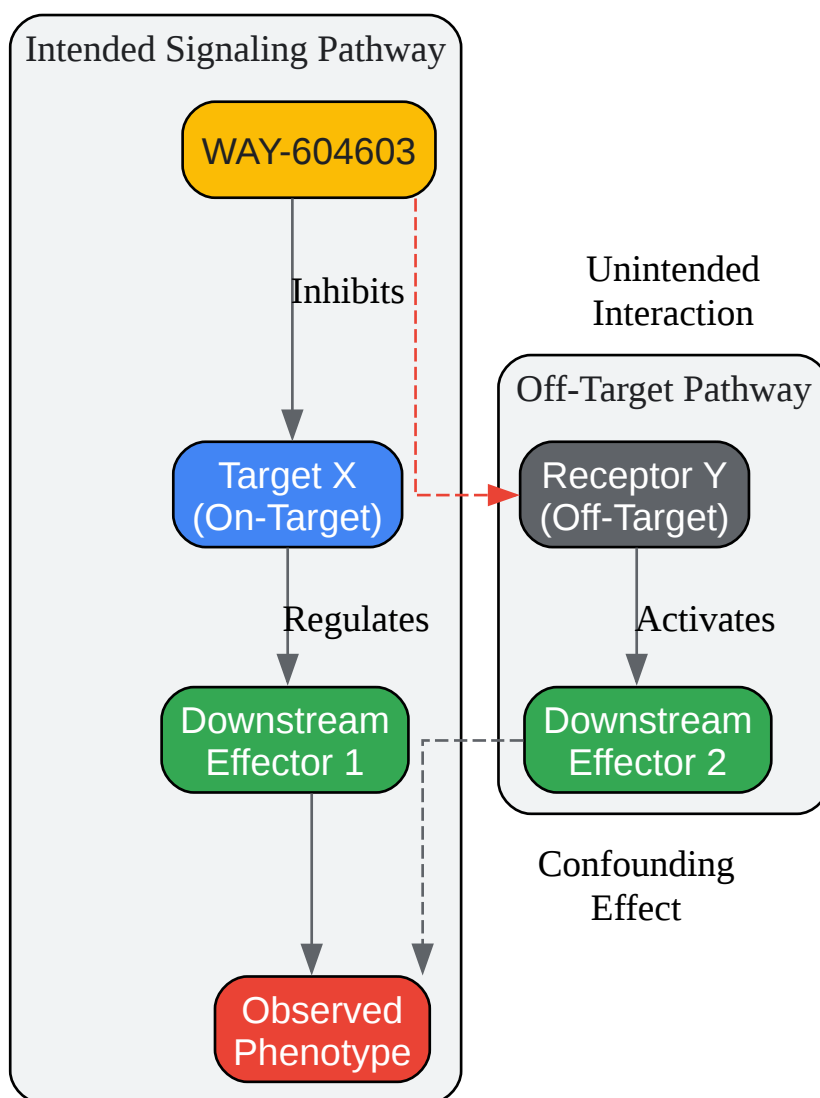 Intended Signaling Pathway
WAY-604603
Inhibits
Unintended
Interaction
Off-Target Pathway
Target X
(On-Target)
Receptor Y
(Off-Target)
Regulates
Activates
Downstream
Effector 1
Downstream
Effector 2
Confounding
Effect
Observed
Phenotype